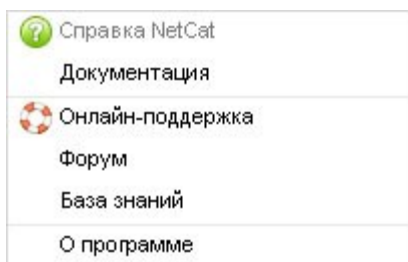 Справка NetCat
Документация
Онлайн-поддержка
Форум
База знаний
О программе